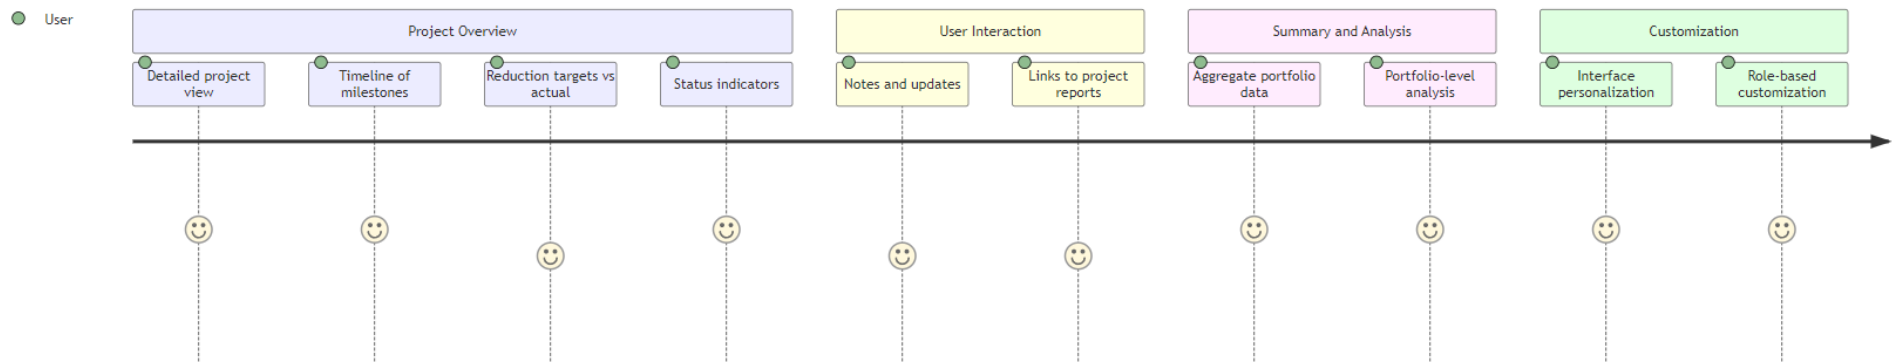 User
Project Overview
User Interaction
Summary and Analysis
Customization
Detailed project
view
Timeline of
milestones
Reduction targets vs
actual
Status indicators
Notes and updates
Links to project
reports
Aggregate portfolio
data
Portfolio-level
analysis
Interface
personalization
Role-based
customization